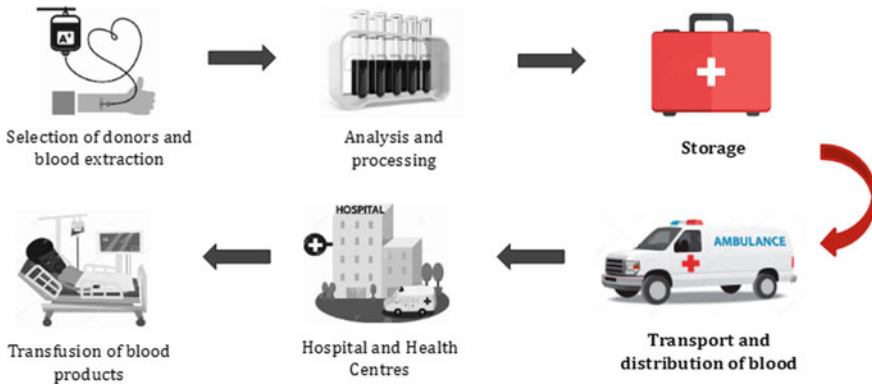 A+
Selection of donors and
blood extraction
Analysis and
processing
Storage
HOSPITAL
AMBULANCE
Transfusion of blood
products
Hospital and Health
Centres
Transport and
distribution of blood